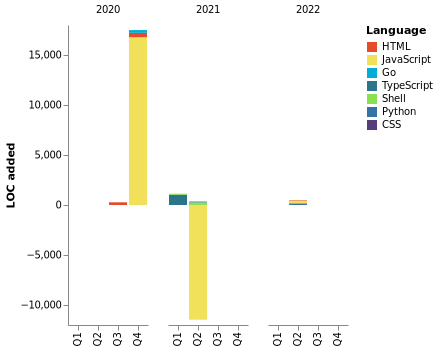 2020 2021 2022
Language
HTML
JavaScript
Go
TypeScript
Shell
Python
CSS
LOC added
15,000
10,000
5,000
0
−5,000
−10,000
Q1 Q2 Q3 Q4 Q1 Q2 Q3 Q4 Q1 Q2 Q3 Q4